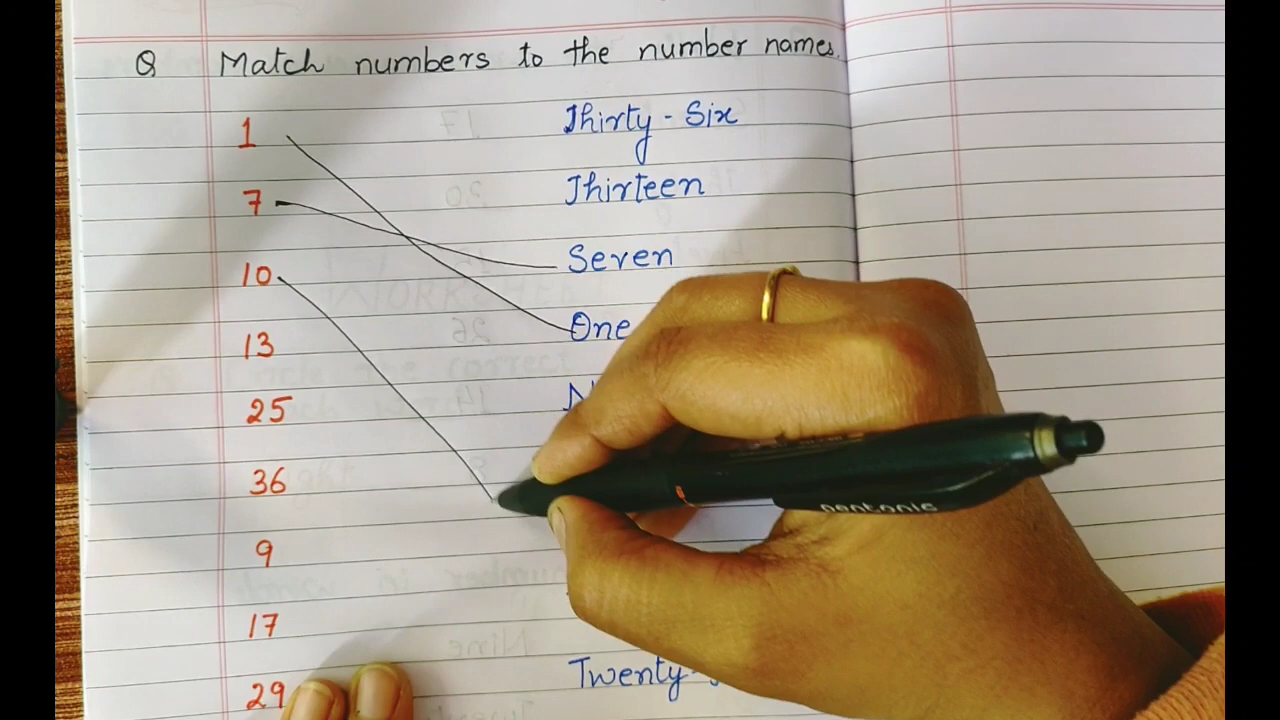 Q Match numbers to the number names.
1 Thirty-Six
7 Thirteen
10 Seven
13 One
25
36
9
17
29 Twenty-
pentonic